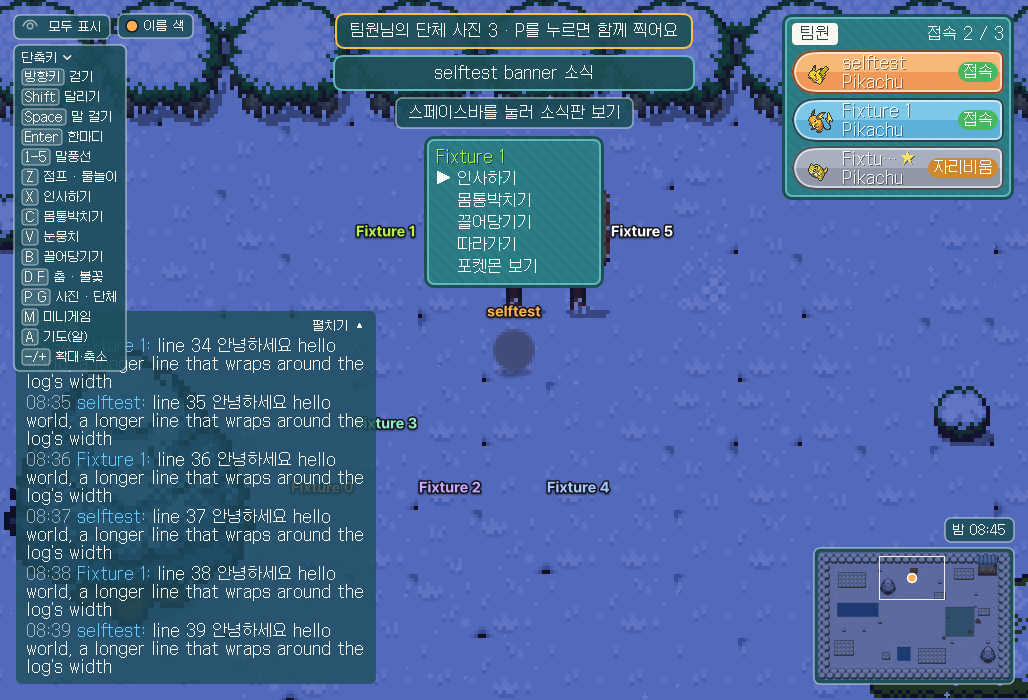 모두 표시
이름 색
단축키
방향키 걷기
Shift 달리기
Space 말 걸기
Enter 한마디
1-5 말풍선
Z 점프 · 물놀이
X 인사하기
C 몸통박치기
V 눈뭉치
B 끌어당기기
D F 춤 · 불꽃
P G 사진 · 단체
M 미니게임
A 기도(알)
-/+ 확대·축소
팀원님의 단체 사진 3 · P를 누르면 함께 찍어요
selftest banner 소식
스페이스바를 눌러 소식판 보기
Fixture 1
▶ 인사하기
몸통박치기
끌어당기기
따라가기
포켓몬 보기
팀원 접속 2 / 3
selftest
Pikachu
접속
Fixture 1
Pikachu
접속
Fixtu…
Pikachu
자리비움
Fixture 1
Fixture 5
selftest
펼치기 ▲
1: line 34 안녕하세요 hello
ger line that wraps around the
log's width
08:35 selftest: line 35 안녕하세요 hello
world, a longer line that wraps around the
log's width
08:36 Fixture 1: line 36 안녕하세요 hello
world, a longer line that wraps around the
log's width
08:37 selftest: line 37 안녕하세요 hello
world, a longer line that wraps around the
log's width
08:38 Fixture 1: line 38 안녕하세요 hello
world, a longer line that wraps around the
log's width
08:39 selftest: line 39 안녕하세요 hello
world, a longer line that wraps around the
log's width
xture 3
Fixture 0
Fixture 2
Fixture 4
밤 08:45